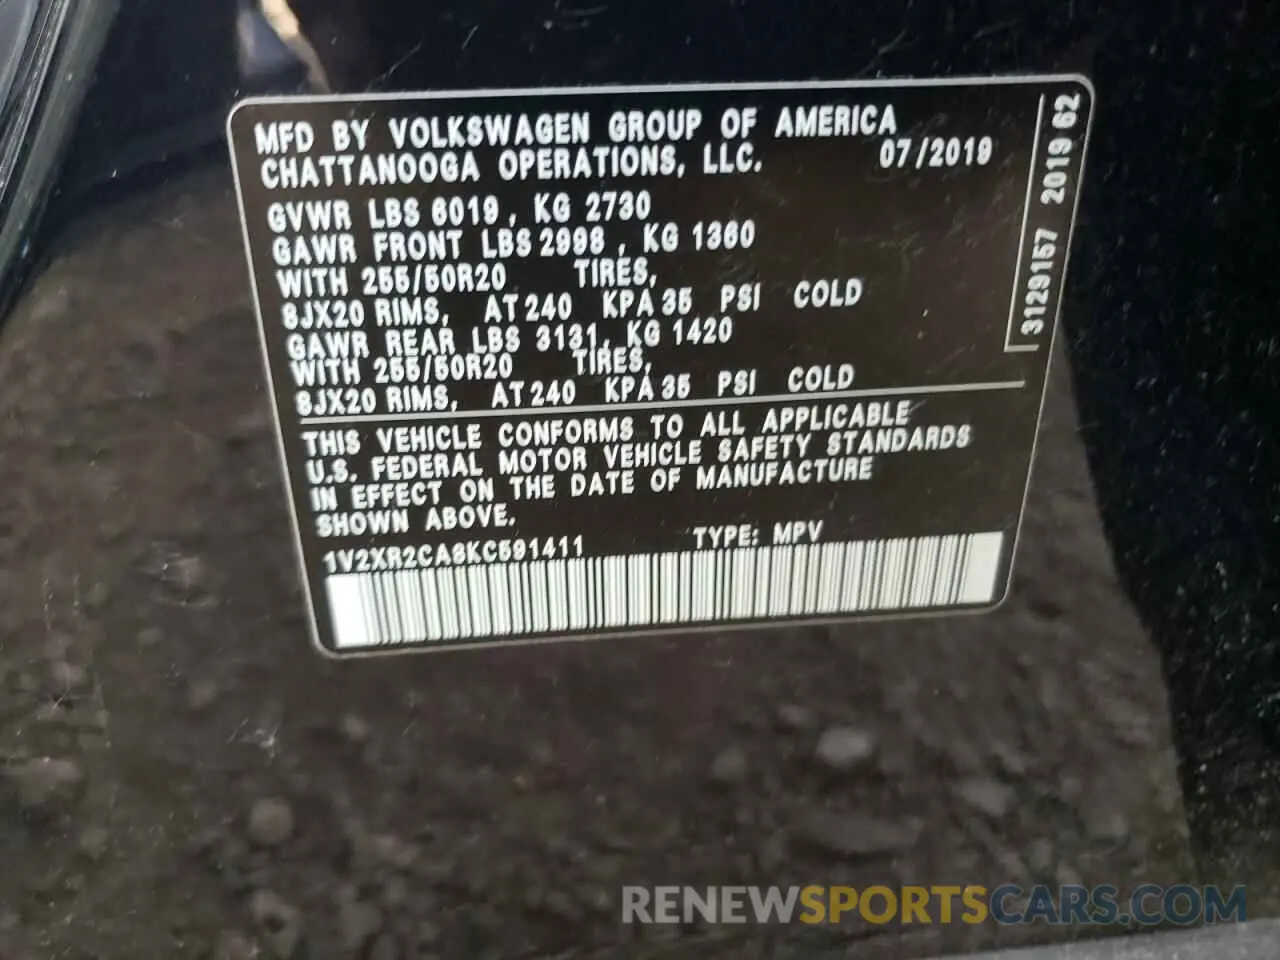 MFD BY VOLKSWAGEN GROUP OF AMERICA
CHATTANOOGA OPERATIONS, LLC. 07/2019
GVWR LBS 6019, KG 2730
GAWR FRONT LBS 2998, KG 1360
WITH 255/50R20 TIRES,
8JX20 RIMS, AT 240 KPA 35 PSI COLD
GAWR REAR LBS 3131, KG 1420
WITH 255/50R20 TIRES,
8JX20 RIMS, AT 240 KPA 35 PSI COLD
THIS VEHICLE CONFORMS TO ALL APPLICABLE
U.S. FEDERAL MOTOR VEHICLE SAFETY STANDARDS
IN EFFECT ON THE DATE OF MANUFACTURE
SHOWN ABOVE.
1V2XR2CA8KC591411 TYPE: MPV
3129157 2019 62
RENEWSPORTSCARS.COM